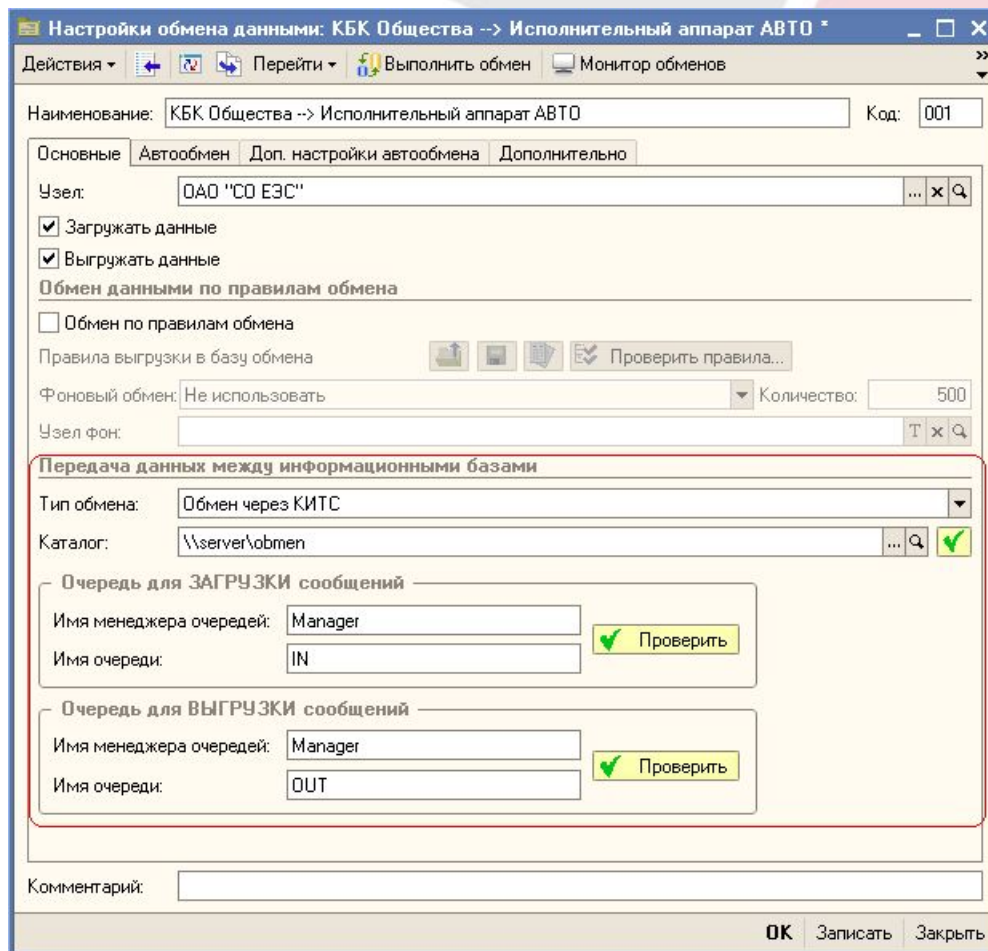 Настройки обмена данными: КБК Общества --> Исполнительный аппарат АВТО *
Действия Перейти Выполнить обмен Монитор обменов »
Наименование: КБК Общества --> Исполнительный аппарат АВТО Код: 001
Основные Автообмен Доп. настройки автообмена Дополнительно
Узел: ОАО "СО ЕЭС" ... x
Загружать данные
Выгружать данные
Обмен данными по правилам обмена
Обмен по правилам обмена
Правила выгрузки в базу обмена Проверить правила...
Фоновый обмен: Не использовать Количество: 500
Узел фон: T x
Передача данных между информационными базами
Тип обмена: Обмен через КИТС
Каталог: \\server\obmen ...
Очередь для ЗАГРУЗКИ сообщений
Имя менеджера очередей: Manager
Проверить
Имя очереди: IN
Очередь для ВЫГРУЗКИ сообщений
Имя менеджера очередей: Manager
Проверить
Имя очереди: OUT
Комментарий:
OK Записать Закрыть